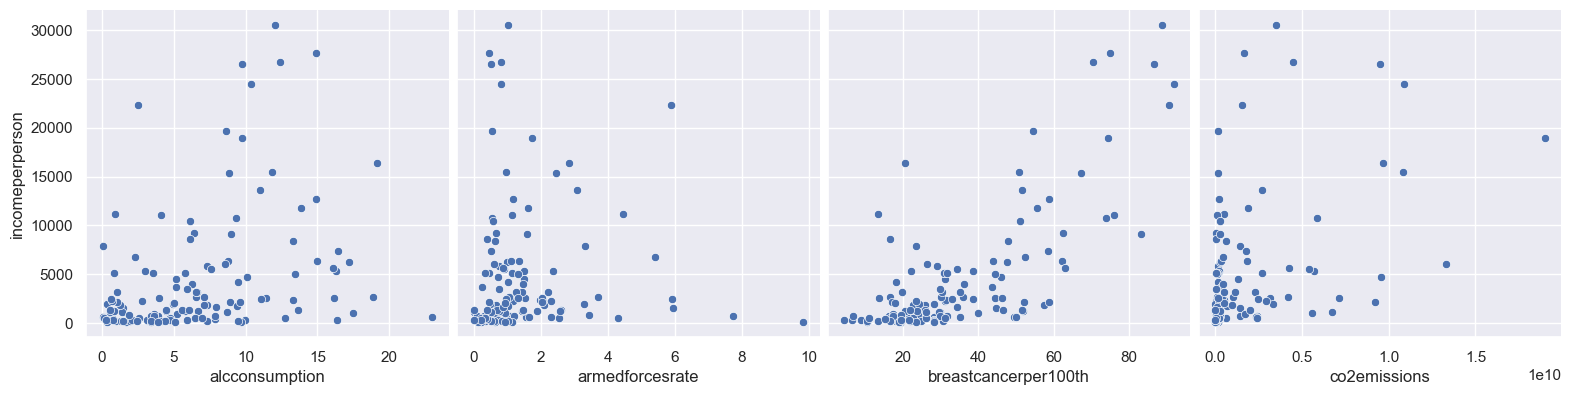 30000
25000
20000
15000
10000
5000
0
incomeperperson
0 5 10 15 20
alcconsumption
0 2 4 6 8 10
armedforcesrate
20 40 60 80
breastcancerper100th
0.0 0.5 1.0 1.5
co2emissions
1e10